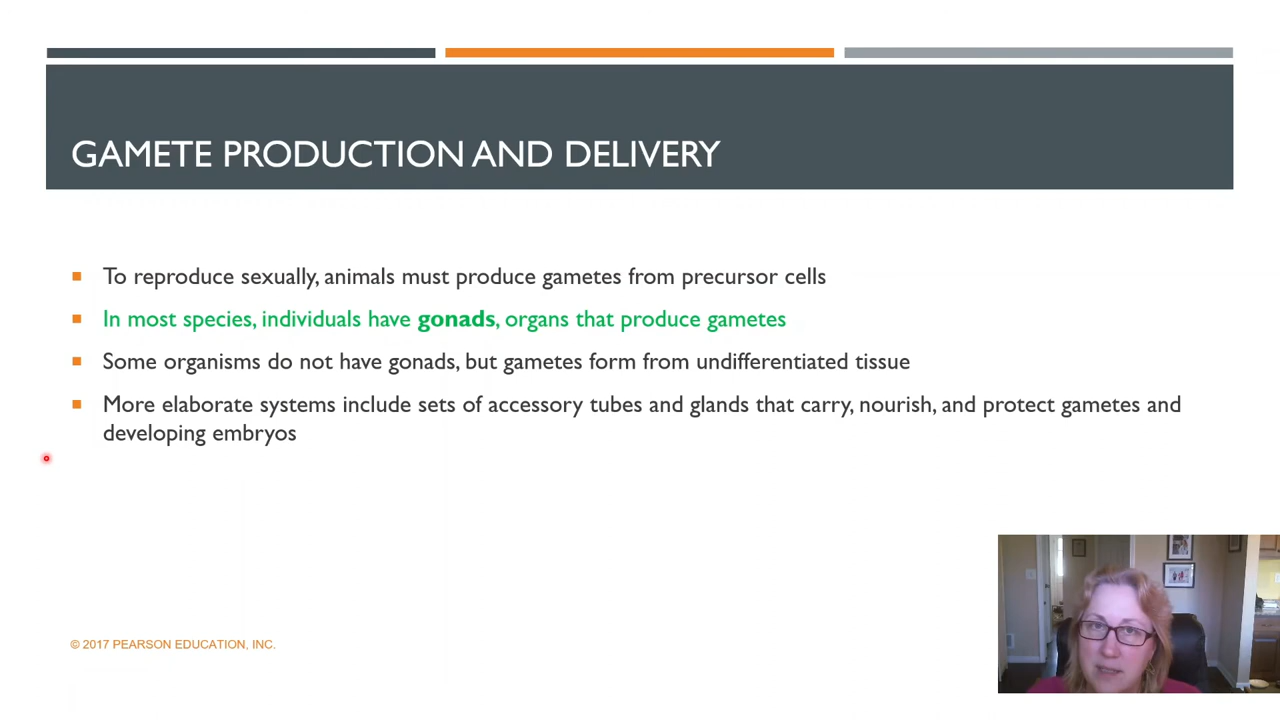 GAMETE PRODUCTION AND DELIVERY
To reproduce sexually, animals must produce gametes from precursor cells
In most species, individuals have gonads, organs that produce gametes
Some organisms do not have gonads, but gametes form from undifferentiated tissue
More elaborate systems include sets of accessory tubes and glands that carry, nourish, and protect gametes and
developing embryos
© 2017 PEARSON EDUCATION, INC.